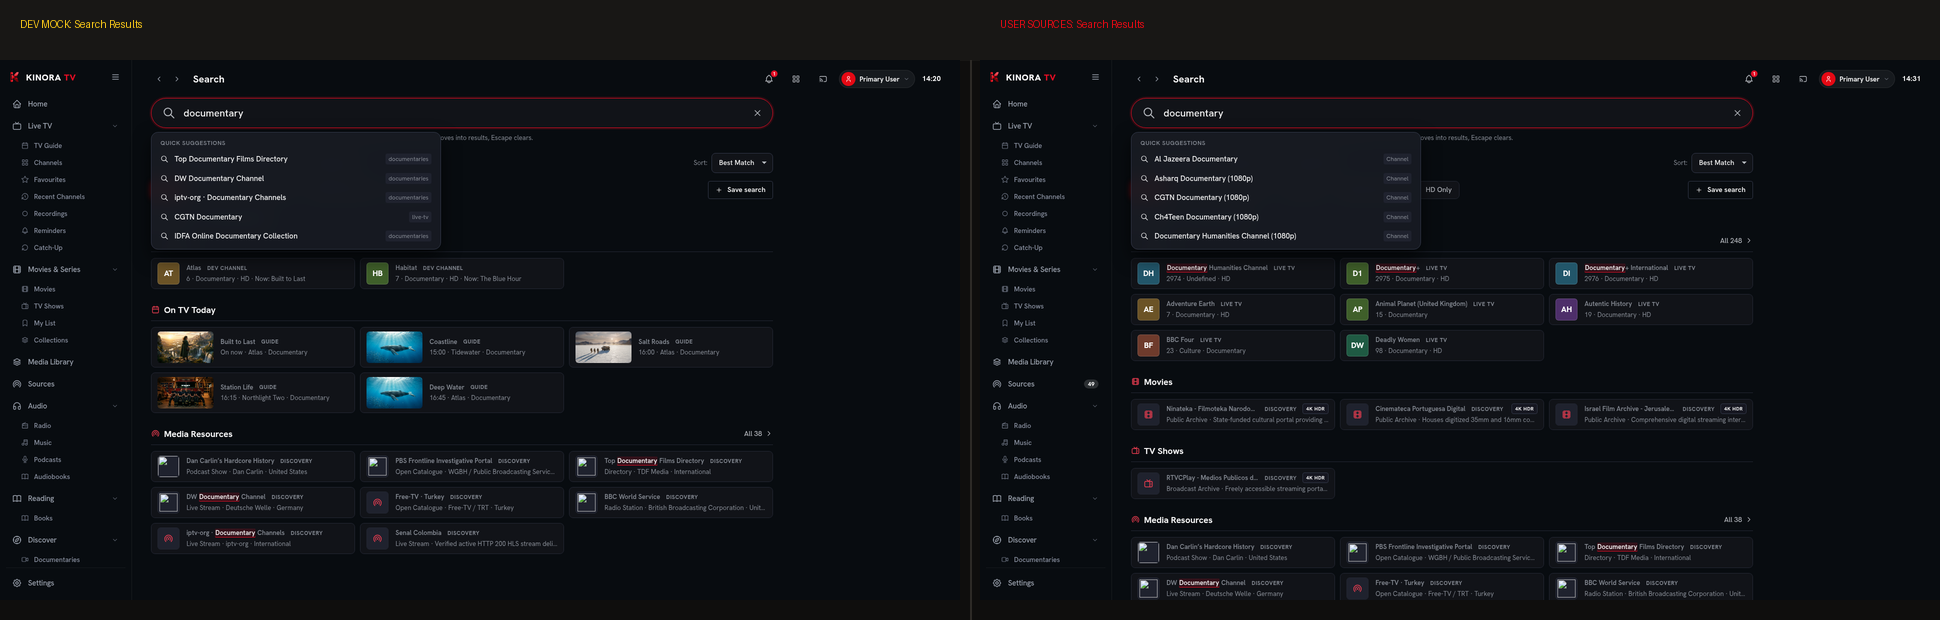 DEV MOCK: Search Results
KINORA TV
Home
Live TV
TV Guide
Channels
Favourites
Recent Channels
Recordings
Reminders
Catch-Up
Movies & Series
Movies
TV Shows
My List
Collections
Media Library
Sources
Audio
Radio
Music
Podcasts
Audiobooks
Reading
Books
Discover
Documentaries
Settings
Search
1
Primary User
14:20
documentary
oves into results, Escape clears.
QUICK SUGGESTIONS
Top Documentary Films Directory documentaries
DW Documentary Channel documentaries
iptv-org · Documentary Channels documentaries
CGTN Documentary live-tv
IDFA Online Documentary Collection documentaries
Sort: Best Match
+ Save search
AT Atlas DEV CHANNEL
6 · Documentary · HD · Now: Built to Last
HB Habitat DEV CHANNEL
7 · Documentary · HD · Now: The Blue Hour
On TV Today
Built to Last GUIDE
On now · Atlas · Documentary
Coastline GUIDE
15:00 · Tidewater · Documentary
Salt Roads GUIDE
16:00 · Atlas · Documentary
Station Life GUIDE
16:15 · Northlight Two · Documentary
Deep Water GUIDE
16:45 · Atlas · Documentary
Media Resources All 38
Dan Carlin's Hardcore History DISCOVERY
Podcast Show · Dan Carlin · United States
PBS Frontline Investigative Portal DISCOVERY
Open Catalogue · WGBH / Public Broadcasting Servic...
Top Documentary Films Directory DISCOVERY
Directory · TDF Media · International
DW Documentary Channel DISCOVERY
Live Stream · Deutsche Welle · Germany
Free-TV · Turkey DISCOVERY
Open Catalogue · Free-TV / TRT · Turkey
BBC World Service DISCOVERY
Radio Station · British Broadcasting Corporation · Unit...
iptv-org · Documentary Channels DISCOVERY
Live Stream · iptv-org · International
Senal Colombia DISCOVERY
Live Stream · Verified active HTTP 200 HLS stream deli...
USER SOURCES: Search Results
KINORA TV
Home
Live TV
TV Guide
Channels
Favourites
Recent Channels
Recordings
Reminders
Catch-Up
Movies & Series
Movies
TV Shows
My List
Collections
Media Library
Sources 49
Audio
Radio
Music
Podcasts
Audiobooks
Reading
Books
Discover
Documentaries
Settings
Search
1
Primary User
14:31
documentary
oves into results, Escape clears.
QUICK SUGGESTIONS
Al Jazeera Documentary Channel
Asharq Documentary (1080p) Channel
CGTN Documentary (1080p) Channel
Ch4Teen Documentary (1080p) Channel
Documentary Humanities Channel (1080p) Channel
Sort: Best Match
HD Only
+ Save search
All 248
DH Documentary Humanities Channel LIVE TV
2974 · Undefined · HD
D1 Documentary+ LIVE TV
2975 · Documentary · HD
DI Documentary+ International LIVE TV
2976 · Documentary · HD
AE Adventure Earth LIVE TV
7 · Documentary · HD
AP Animal Planet (United Kingdom) LIVE TV
15 · Documentary
AH Autentic History LIVE TV
19 · Documentary · HD
BF BBC Four LIVE TV
23 · Culture · Documentary
DW Deadly Women LIVE TV
98 · Documentary · HD
Movies
Ninateka - Filmoteka Narodo... DISCOVERY 4K HDR
Public Archive · State-funded cultural portal providing ...
Cinemateca Portuguesa Digital DISCOVERY 4K HDR
Public Archive · Houses digitized 35mm and 16mm co...
Israel Film Archive - Jerusale... DISCOVERY 4K HDR
Public Archive · Comprehensive digital streaming inter...
TV Shows
RTVCPlay - Medios Publicos d... DISCOVERY 4K HDR
Broadcast Archive · Freely accessible streaming porta...
Media Resources All 38
Dan Carlin's Hardcore History DISCOVERY
Podcast Show · Dan Carlin · United States
PBS Frontline Investigative Portal DISCOVERY
Open Catalogue · WGBH / Public Broadcasting Servic...
Top Documentary Films Directory DISCOVERY
Directory · TDF Media · International
DW Documentary Channel DISCOVERY
Live Stream · Deutsche Welle · Germany
Free-TV · Turkey DISCOVERY
Open Catalogue · Free-TV / TRT · Turkey
BBC World Service DISCOVERY
Radio Station · British Broadcasting Corporation · Unit...